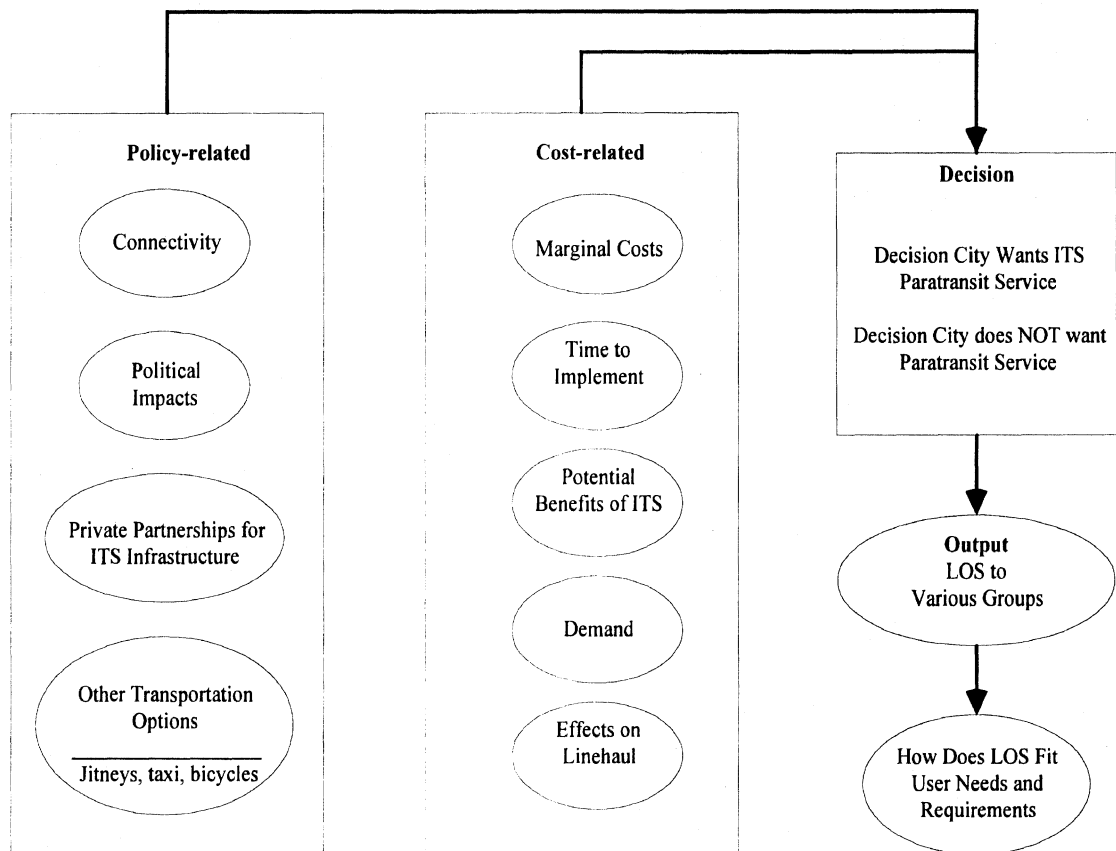 Policy-related
Connectivity
Political
Impacts
Private Partnerships for
ITS Infrastructure
Other Transportation
Options
Jitneys, taxi, bicycles
Cost-related
Marginal Costs
Time to
Implement
Potential
Benefits of ITS
Demand
Effects on
Linehaul
Decision
Decision City Wants ITS
Paratransit Service
Decision City does NOT want
Paratransit Service
Output
LOS to
Various Groups
How Does LOS Fit
User Needs and
Requirements